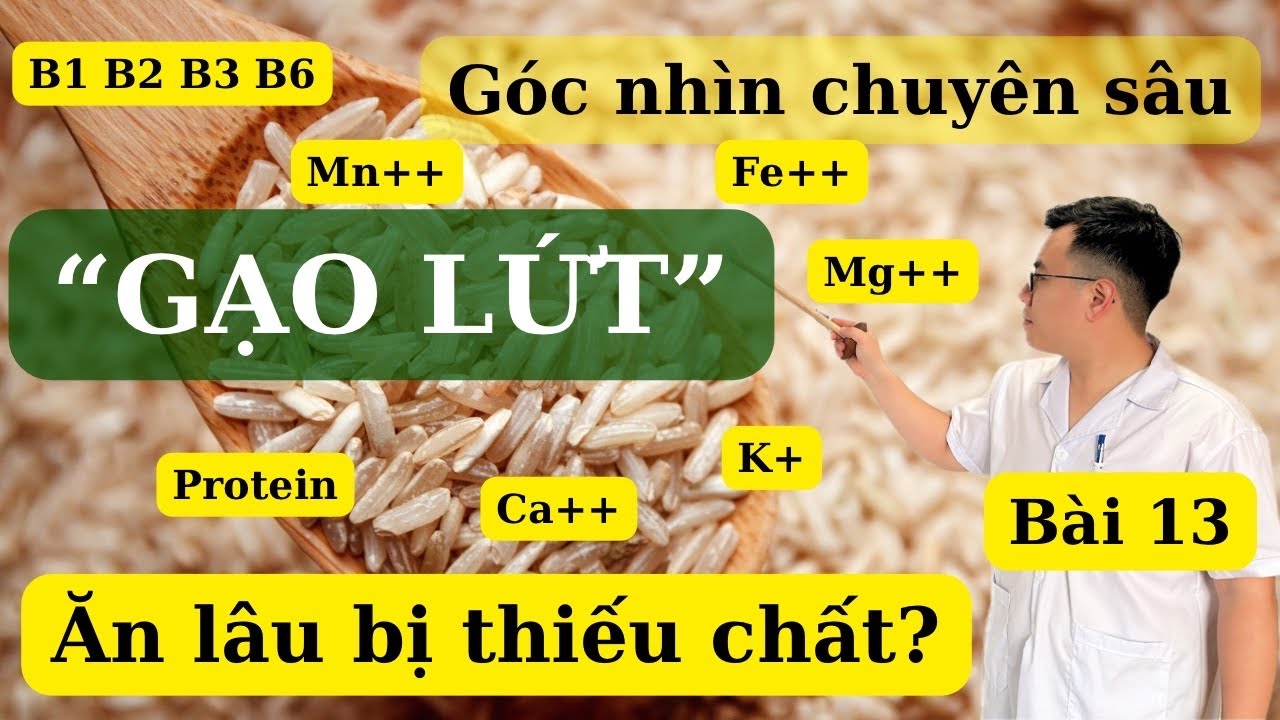 B1 B2 B3 B6
Góc nhìn chuyên sâu
Mn++
Fe++
“GẠO LỨT”
Mg++
K+
Protein
Ca++
Bài 13
Ăn lâu bị thiếu chất?